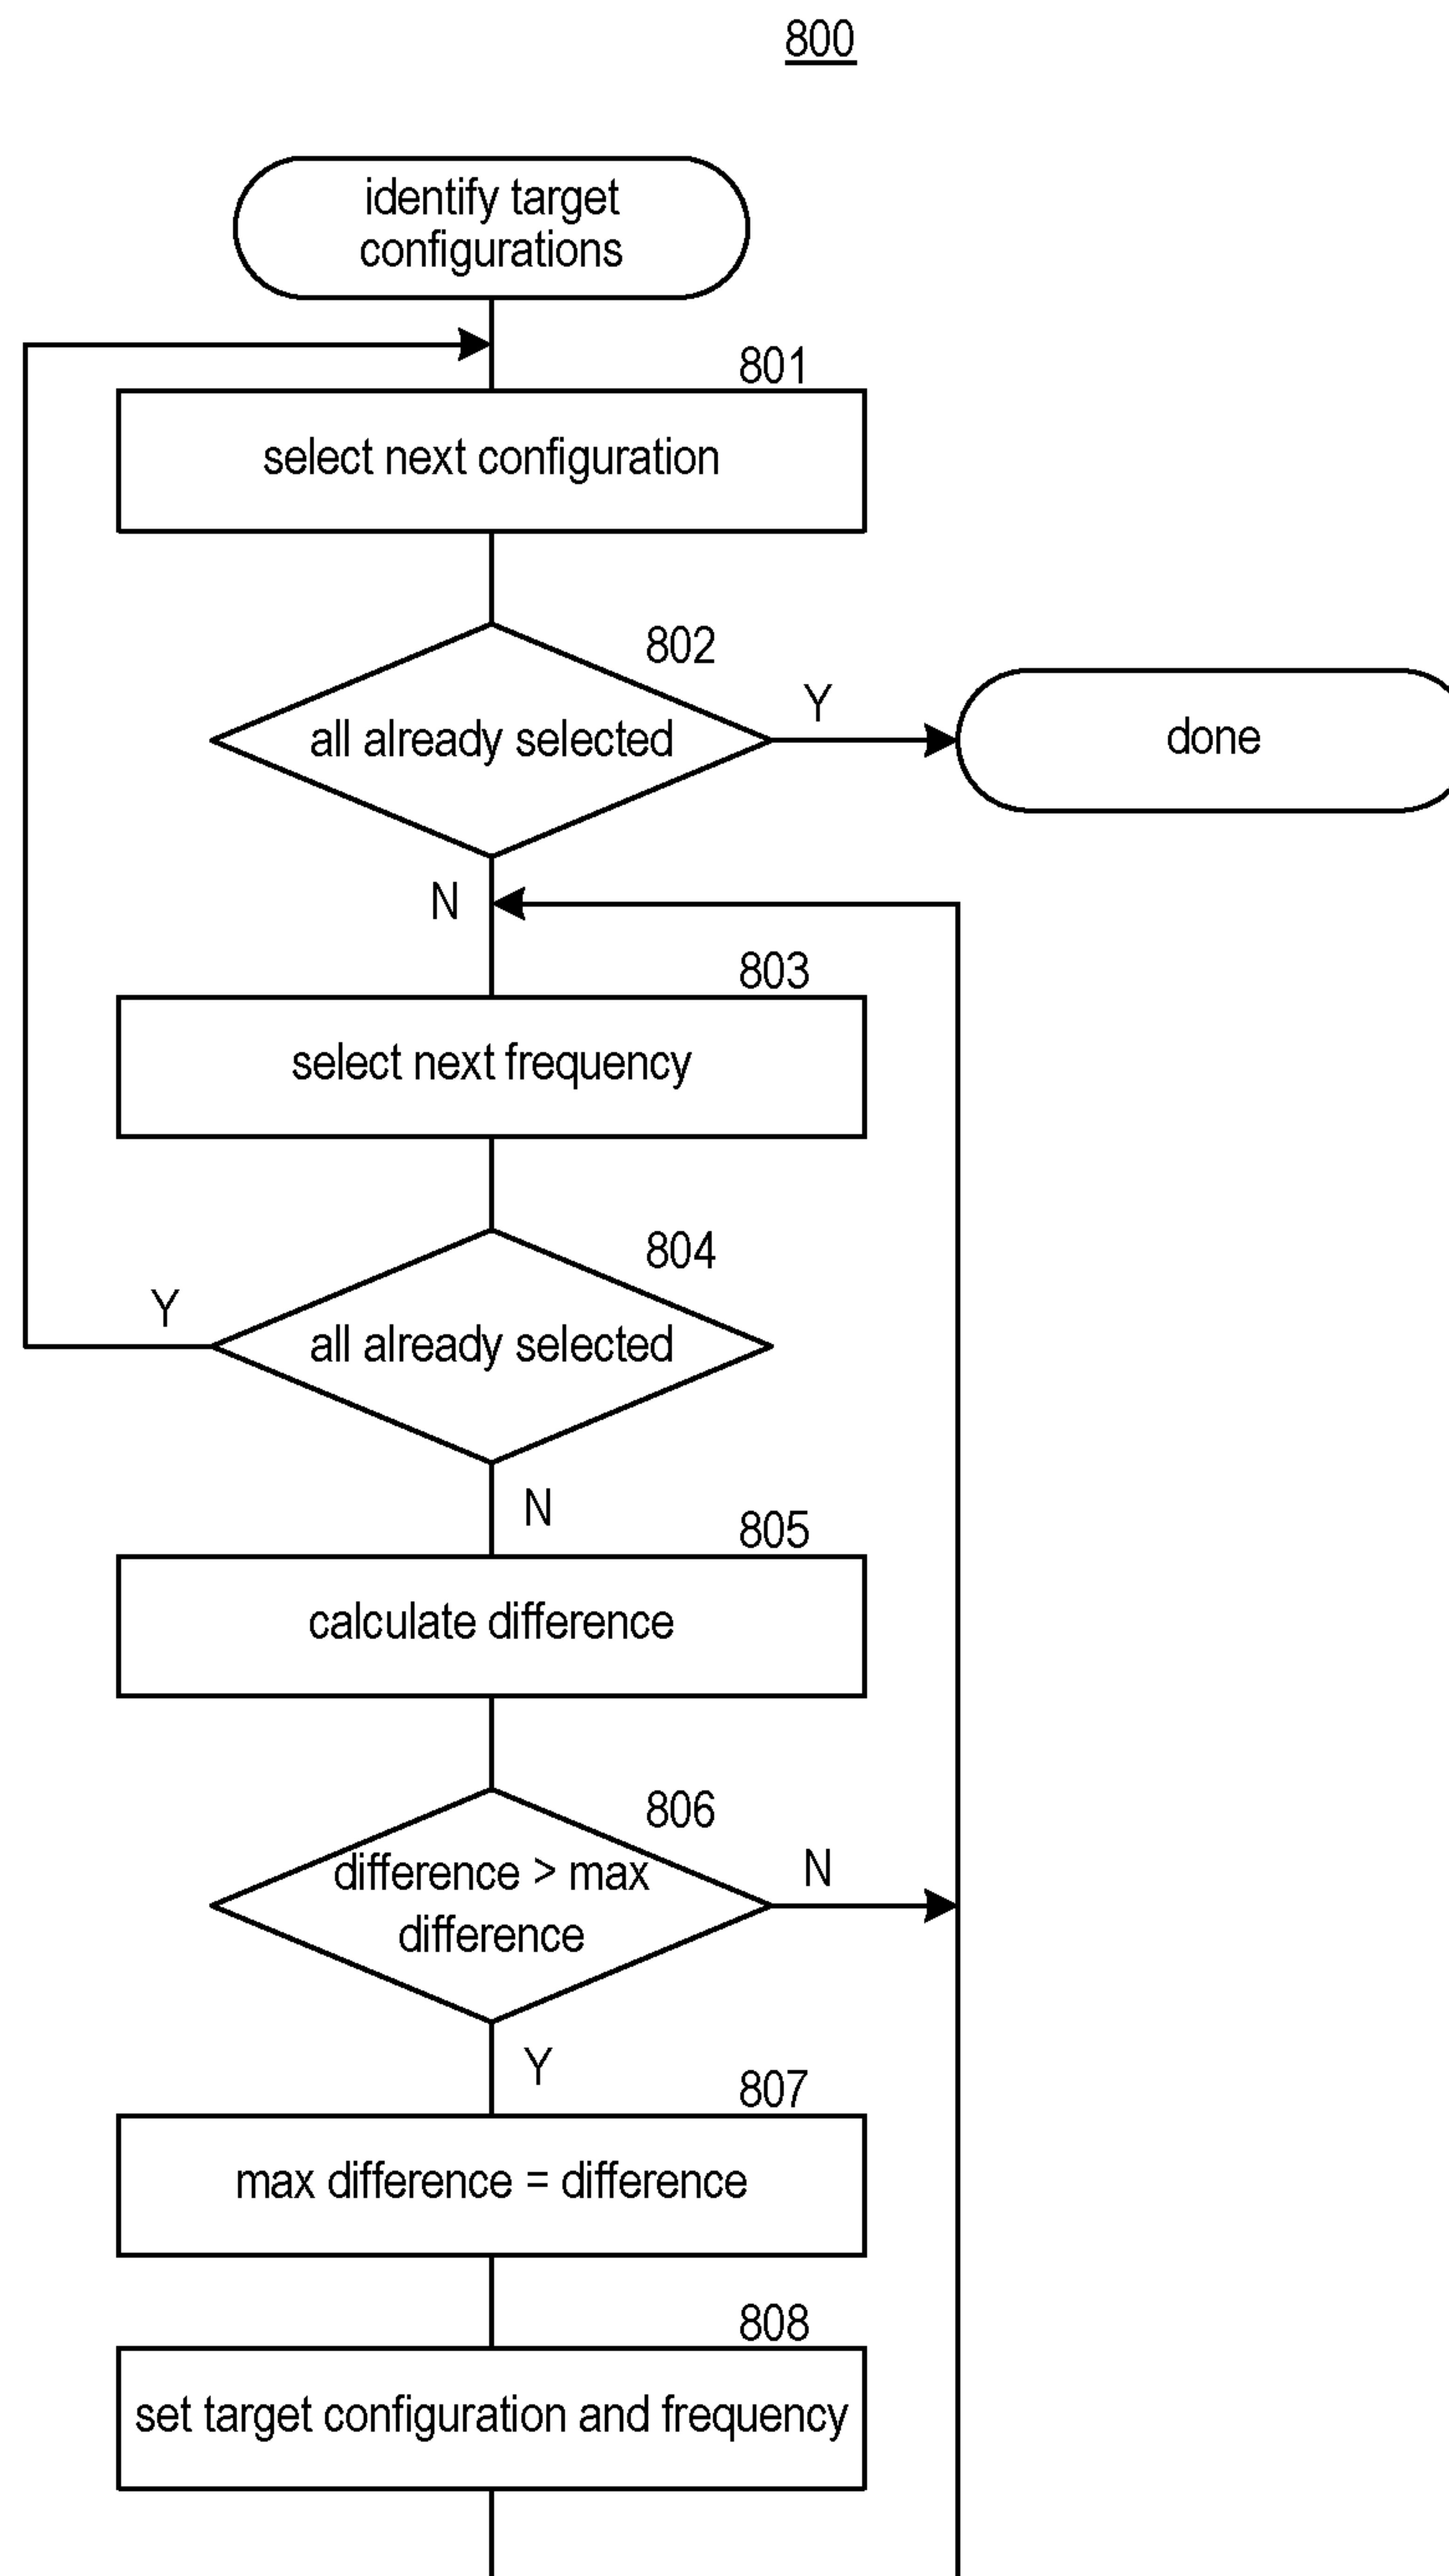 800
identify target
configurations
801
select next configuration
802
all already selected
Y
done
N
803
select next frequency
804
all already selected
Y
N
805
calculate difference
806
difference > max
difference
N
Y
807
max difference = difference
808
set target configuration and frequency